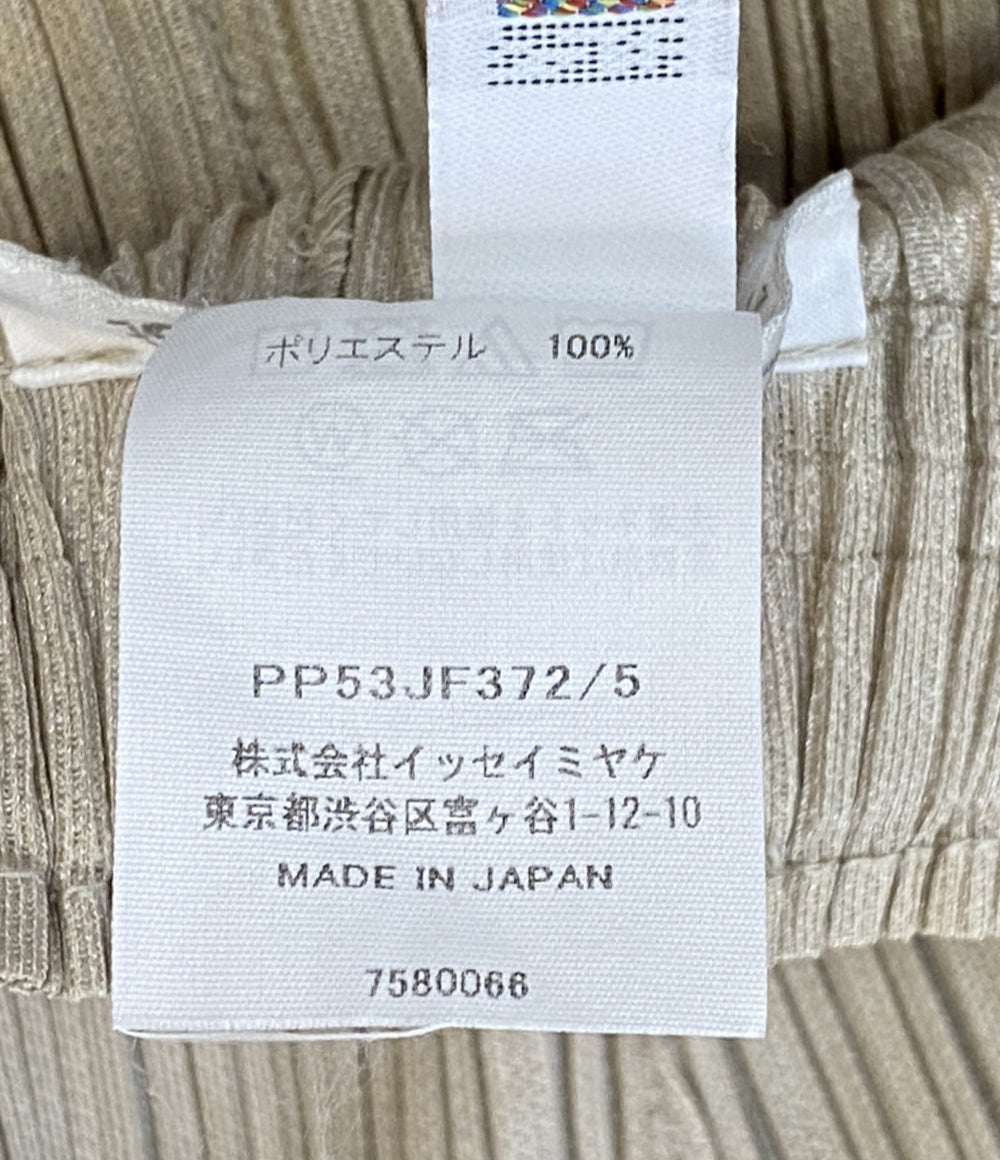 ポリエステル 100%
PP53JF372/5
株式会社イッセイミヤケ
東京都渋谷区富ヶ谷1-12-10
MADE IN JAPAN
7580066